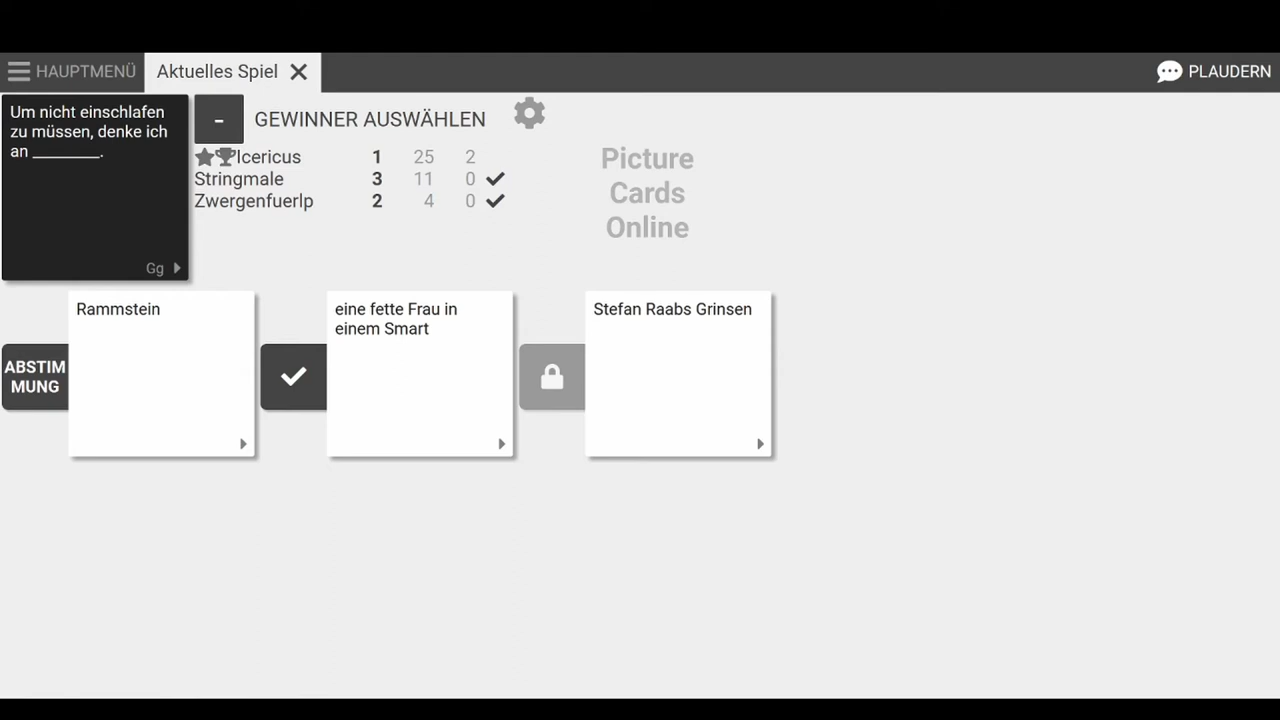 HAUPTMENÜ
Aktuelles Spiel
PLAUDERN
Um nicht einschlafen
zu müssen, denke ich
an ________.
Gg
-
GEWINNER AUSWÄHLEN
Icericus 1 25 2
Stringmale 3 11 0
Zwergenfuerlp 2 4 0
Picture
Cards
Online
ABSTIM
MUNG
Rammstein
eine fette Frau in
einem Smart
Stefan Raabs Grinsen